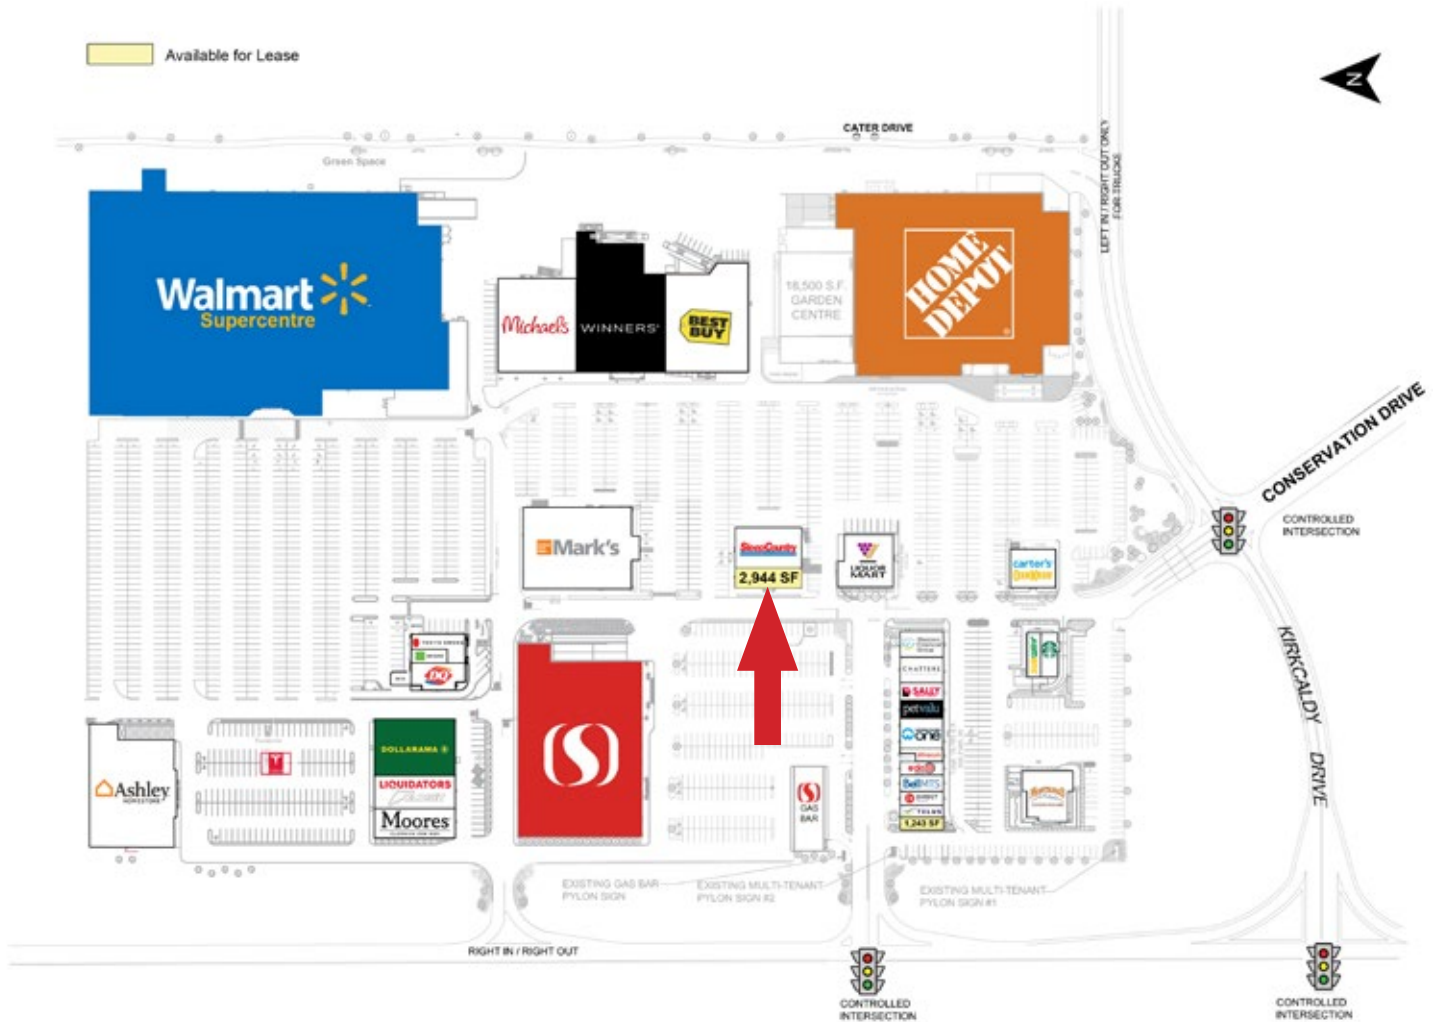 Available for Lease
N
CATER DRIVE
Green Space
LEFT IN / RIGHT OUT ONLY
FOR TRUCKS
Walmart
Supercentre
Michaels
WINNERS
BEST
BUY
18,500 S.F.
GARDEN
CENTRE
HOME
DEPOT
CONSERVATION DRIVE
CONTROLLED
INTERSECTION
Mark's
SleepCountry
2,944 SF
LIQUOR
MART
carter's
OshKosh
KIRKCALDY DRIVE
DQ
CHATTERS
SALLY
petvalu
one
BellMTS
TELUS
1,243 SF
DOLLARAMA
LIQUIDATORS
Moores
Ashley
HOMESTORE
T
S
S
GAS
BAR
EXISTING GAS BAR
PYLON SIGN
EXISTING MULTI-TENANT
PYLON SIGN #2
EXISTING MULTI-TENANT
PYLON SIGN #1
RIGHT IN / RIGHT OUT
CONTROLLED
INTERSECTION
CONTROLLED
INTERSECTION